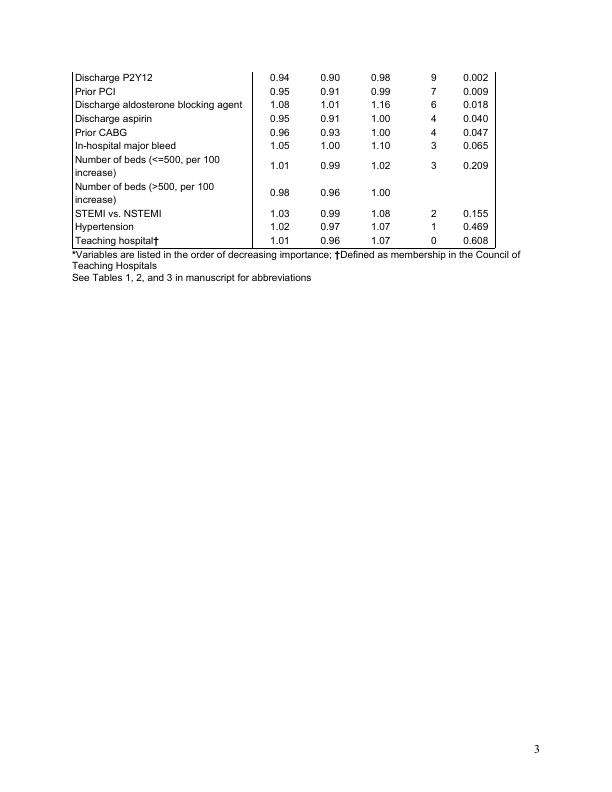 Discharge P2Y12 0.94 0.90 0.98 9 0.002
Prior PCI 0.95 0.91 0.99 7 0.009
Discharge aldosterone blocking agent 1.08 1.01 1.16 6 0.018
Discharge aspirin 0.95 0.91 1.00 4 0.040
Prior CABG 0.96 0.93 1.00 4 0.047
In-hospital major bleed 1.05 1.00 1.10 3 0.065
Number of beds (<=500, per 100
increase) 1.01 0.99 1.02 3 0.209
Number of beds (>500, per 100
increase) 0.98 0.96 1.00
STEMI vs. NSTEMI 1.03 0.99 1.08 2 0.155
Hypertension 1.02 0.97 1.07 1 0.469
Teaching hospital† 1.01 0.96 1.07 0 0.608
*Variables are listed in the order of decreasing importance; †Defined as membership in the Council of
Teaching Hospitals
See Tables 1, 2, and 3 in manuscript for abbreviations
3